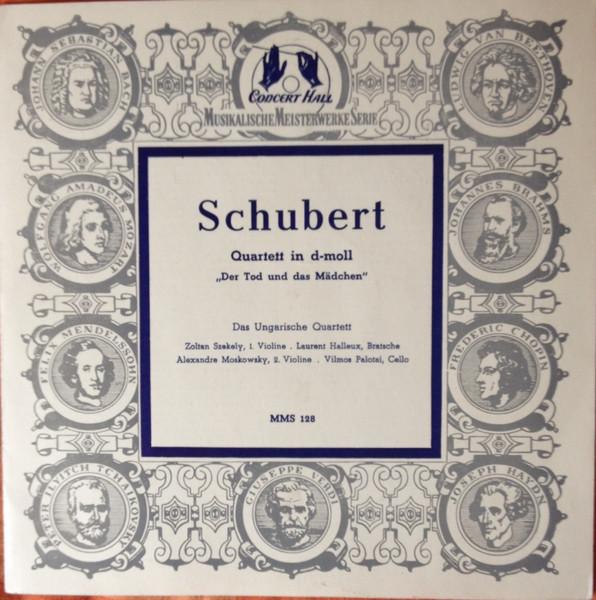 JOHANN SEBASTIAN BACH
CONCERT HALL
MUSIKALISCHE MEISTERWERKE SERIE
LUDWIG VAN BEETHOVEN
WOLFGANG AMADEUS MOZART
JOHANNES BRAHMS
Schubert
Quartett in d-moll
„Der Tod und das Mädchen“
Das Ungarische Quartett
Zoltan Szekely, 1. Violine . Laurent Halleux, Bratsche
Alexandre Moskowsky, 2. Violine . Vilmos Palotai, Cello
MMS 128
FELIX MENDELSSOHN
FREDERIC CHOPIN
PETER ILYITCH TCHAIKOVSKY
GIUSEPPE VERDI
JOSEPH HAYDN